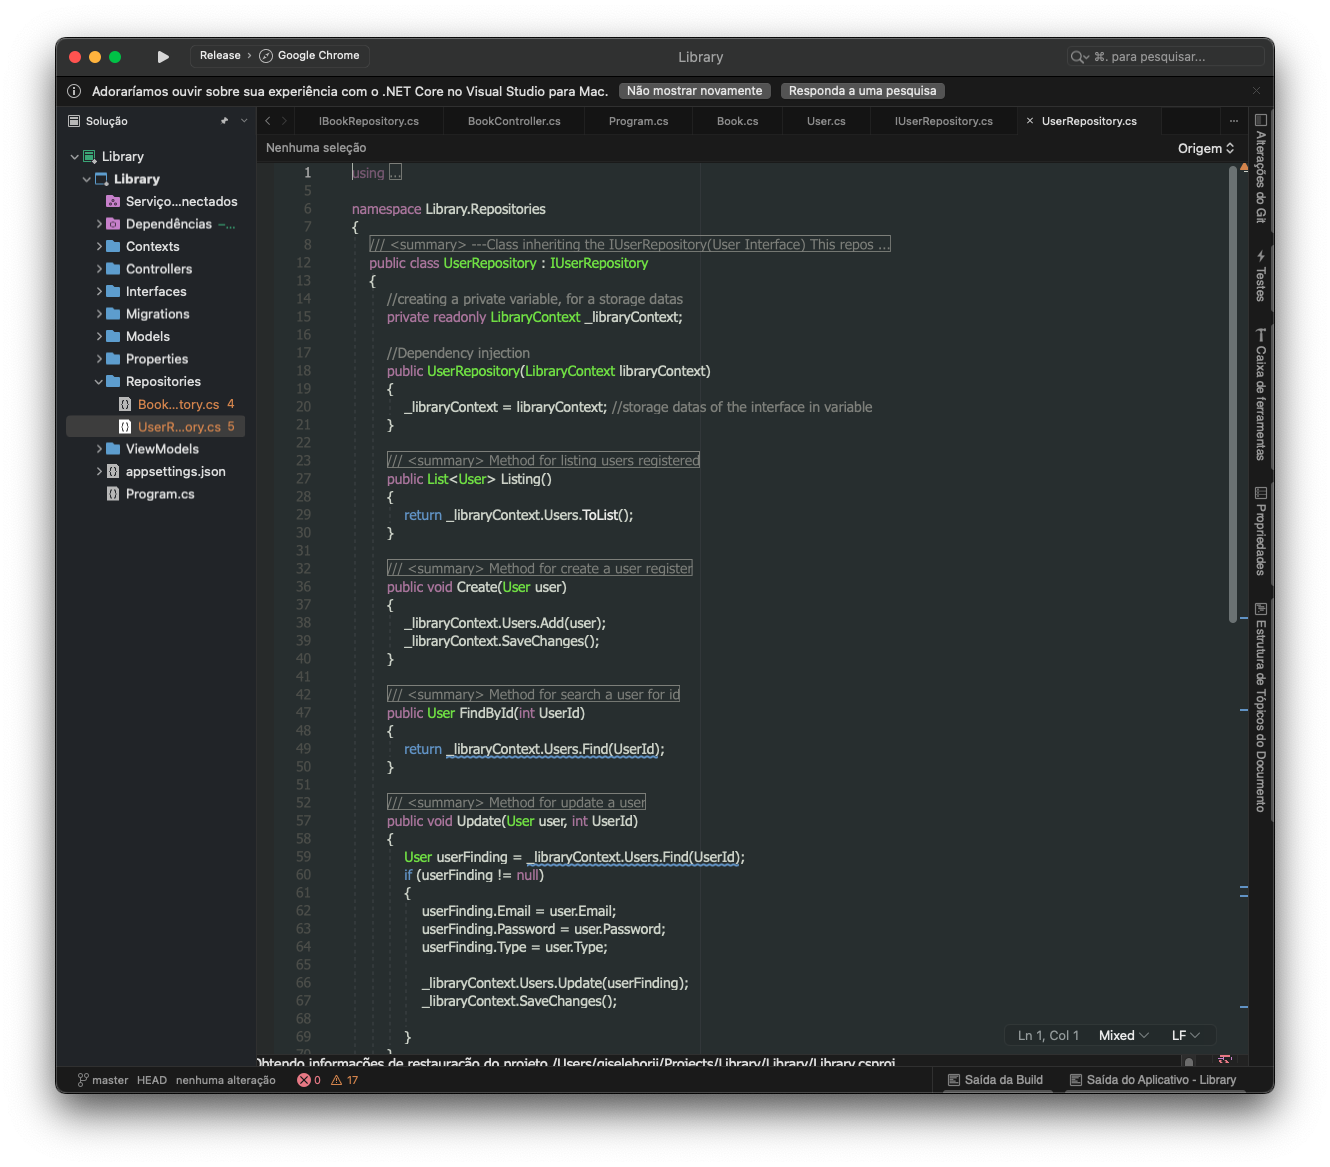 Release › Google Chrome
Library
⌘. para pesquisar...
Adoraríamos ouvir sobre sua experiência com o .NET Core no Visual Studio para Mac.
Não mostrar novamente
Responda a uma pesquisa
Solução
IBookRepository.cs
BookController.cs
Program.cs
Book.cs
User.cs
IUserRepository.cs
UserRepository.cs
Nenhuma seleção
Origem
Library
Library
Serviço...nectados
Dependências –...
Contexts
Controllers
Interfaces
Migrations
Models
Properties
Repositories
Book...tory.cs 4
UserR...ory.cs 5
ViewModels
appsettings.json
Program.cs
1 using ...
5
6 namespace Library.Repositories
7 {
8 /// <summary> ---Class inheriting the IUserRepository(User Interface) This repos ...
12 public class UserRepository : IUserRepository
13 {
14 //creating a private variable, for a storage datas
15 private readonly LibraryContext _libraryContext;
16
17 //Dependency injection
18 public UserRepository(LibraryContext libraryContext)
19 {
20 _libraryContext = libraryContext; //storage datas of the interface in variable
21 }
22
23 /// <summary> Method for listing users registered
27 public List<User> Listing()
28 {
29 return _libraryContext.Users.ToList();
30 }
31
32 /// <summary> Method for create a user register
36 public void Create(User user)
37 {
38 _libraryContext.Users.Add(user);
39 _libraryContext.SaveChanges();
40 }
41
42 /// <summary> Method for search a user for id
47 public User FindById(int UserId)
48 {
49 return _libraryContext.Users.Find(UserId);
50 }
51
52 /// <summary> Method for update a user
57 public void Update(User user, int UserId)
58 {
59 User userFinding = _libraryContext.Users.Find(UserId);
60 if (userFinding != null)
61 {
62 userFinding.Email = user.Email;
63 userFinding.Password = user.Password;
64 userFinding.Type = user.Type;
65
66 _libraryContext.Users.Update(userFinding);
67 _libraryContext.SaveChanges();
68
69 }
70 }
Ln 1, Col 1
Mixed
LF
Alterações do Git
Testes
Caixa de ferramentas
Propriedades
Estrutura de Tópicos do Documento
Obtendo informações de restauração do projeto /Users/giselehorii/Projects/Library/Library/Library.csproj
master HEAD nenhuma alteração
0
17
Saída da Build
Saída do Aplicativo - Library